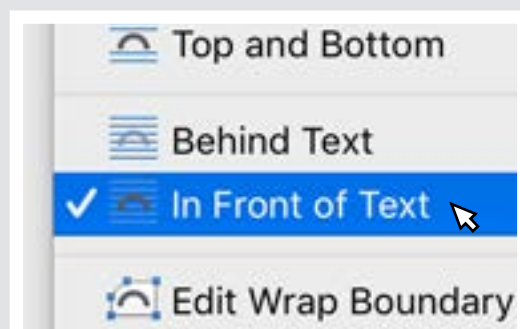 Top and Bottom
Behind Text
In Front of Text
Edit Wrap Boundary